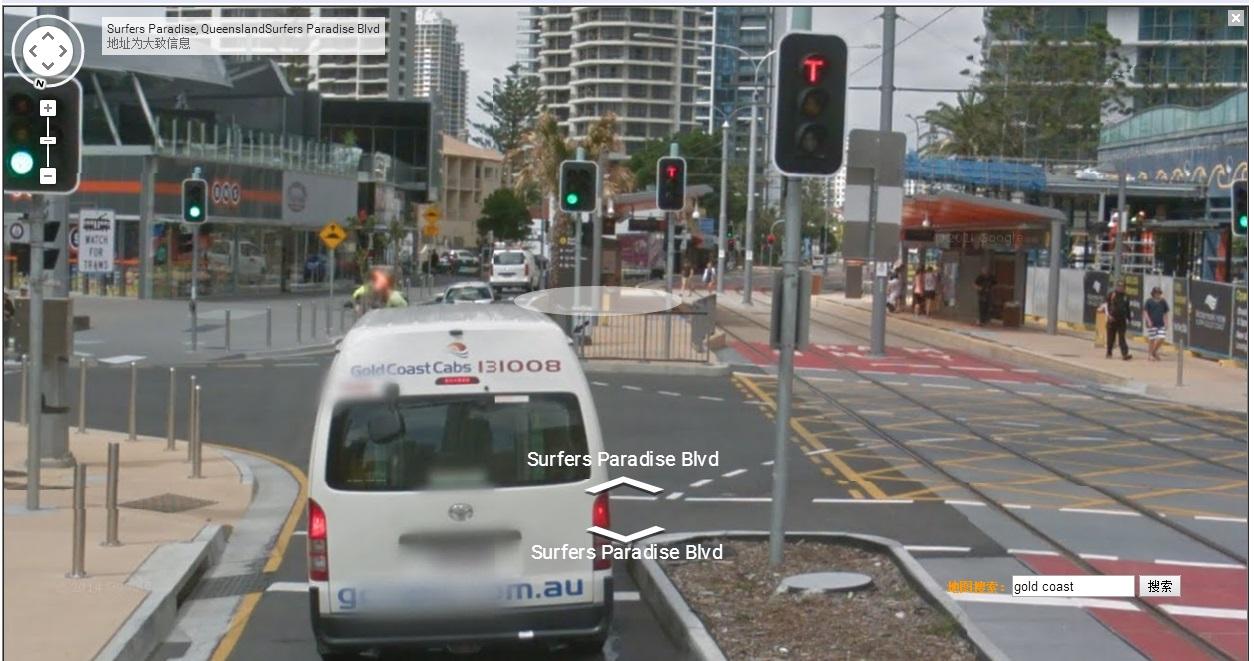 Surfers Paradise, QueenslandSurfers Paradise Blvd
地址为大致信息
N
T
T
WATCH
FOR
TRAMS
Gold Coast Cabs 131008
Surfers Paradise Blvd
Surfers Paradise Blvd
om.au
地图搜索：
gold coast
搜索